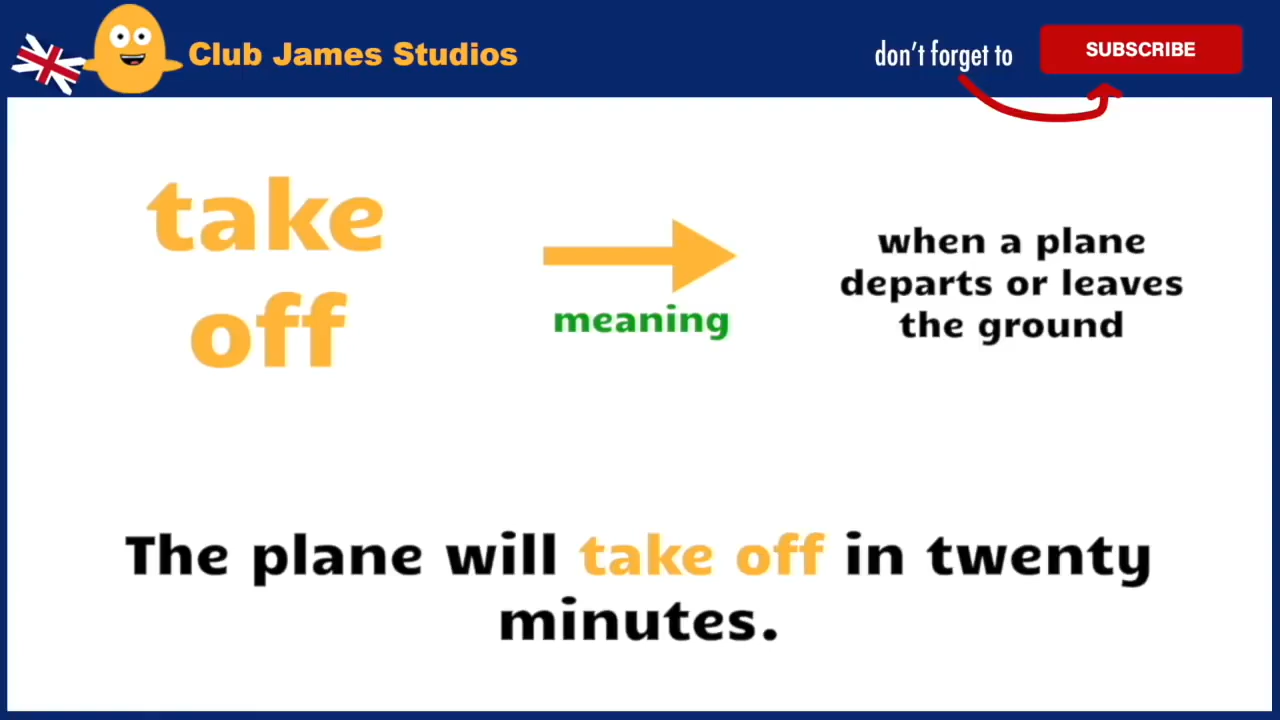 Club James Studios
don't forget to
SUBSCRIBE
take
off
meaning
when a plane
departs or leaves
the ground
The plane will take off in twenty
minutes.